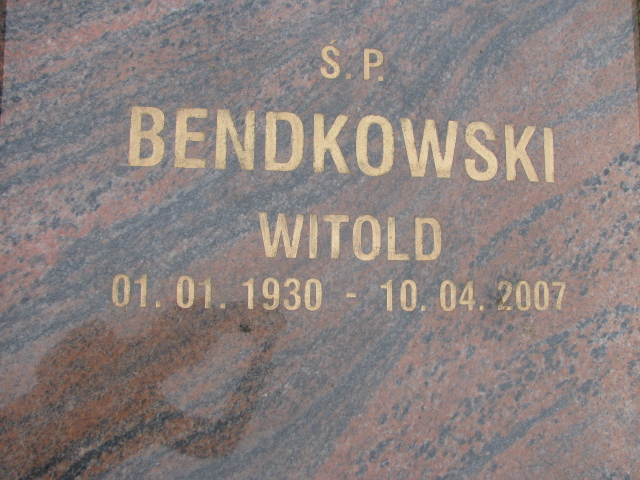 Ś. P.
BENDKOWSKI
WITOLD
01. 01. 1930 - 10. 04. 2007